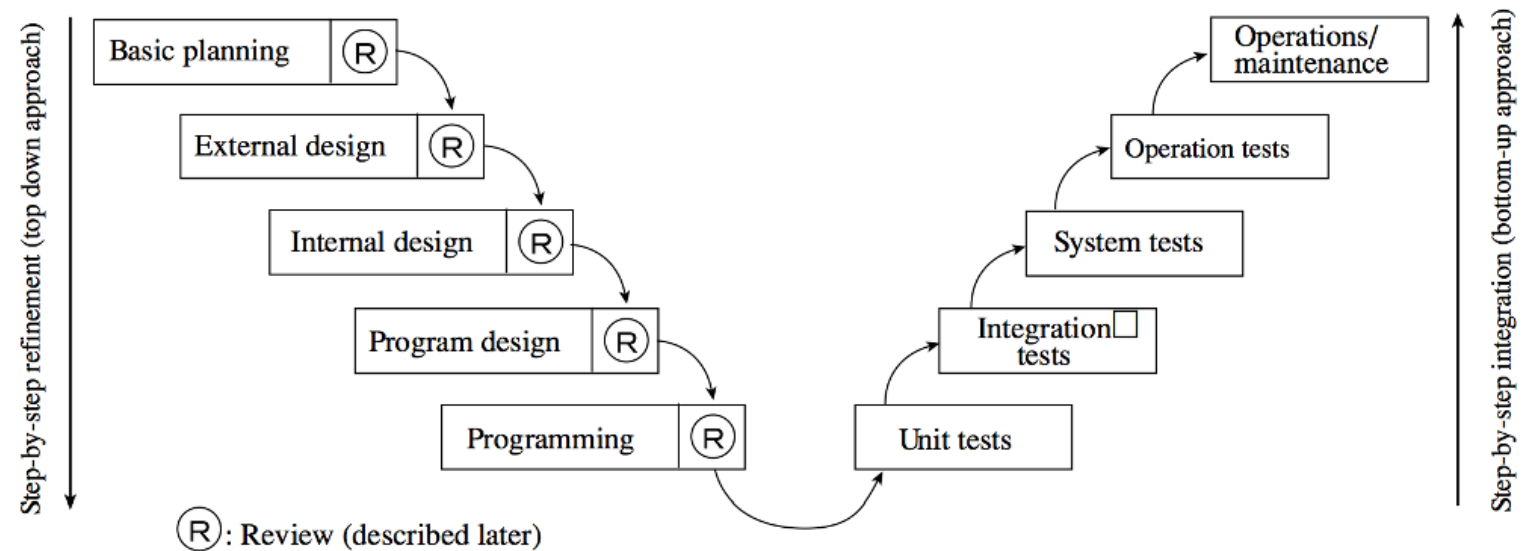 Step-by-step refinement (top down approach)
Basic planning R
External design R
Internal design R
Program design R
Programming R
R: Review (described later)
Unit tests
Integration□
tests
System tests
Operation tests
Operations/
maintenance
Step-by-step integration (bottom-up approach)